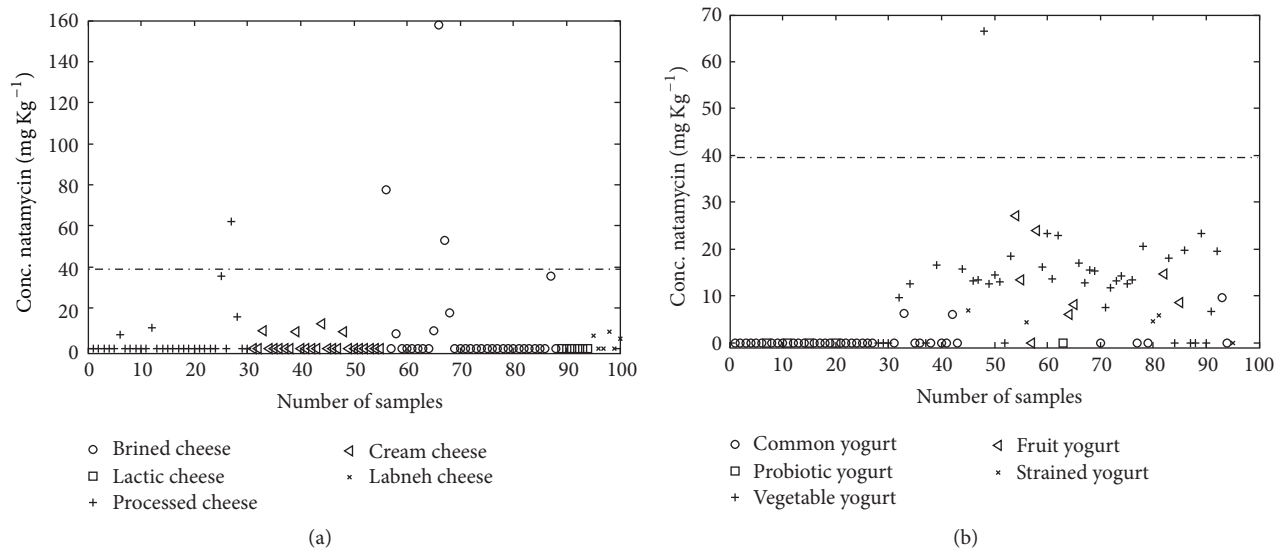 160
140
120
100
80
60
40
20
0
Conc. natamycin (mg Kg⁻¹)
0 10 20 30 40 50 60 70 80 90 100
Number of samples
Brined cheese
Lactic cheese
Processed cheese
Cream cheese
Labneh cheese
(a)
70
60
50
40
30
20
10
0
Conc. natamycin (mg Kg⁻¹)
0 10 20 30 40 50 60 70 80 90 100
Number of samples
Common yogurt
Probiotic yogurt
Vegetable yogurt
Fruit yogurt
Strained yogurt
(b)